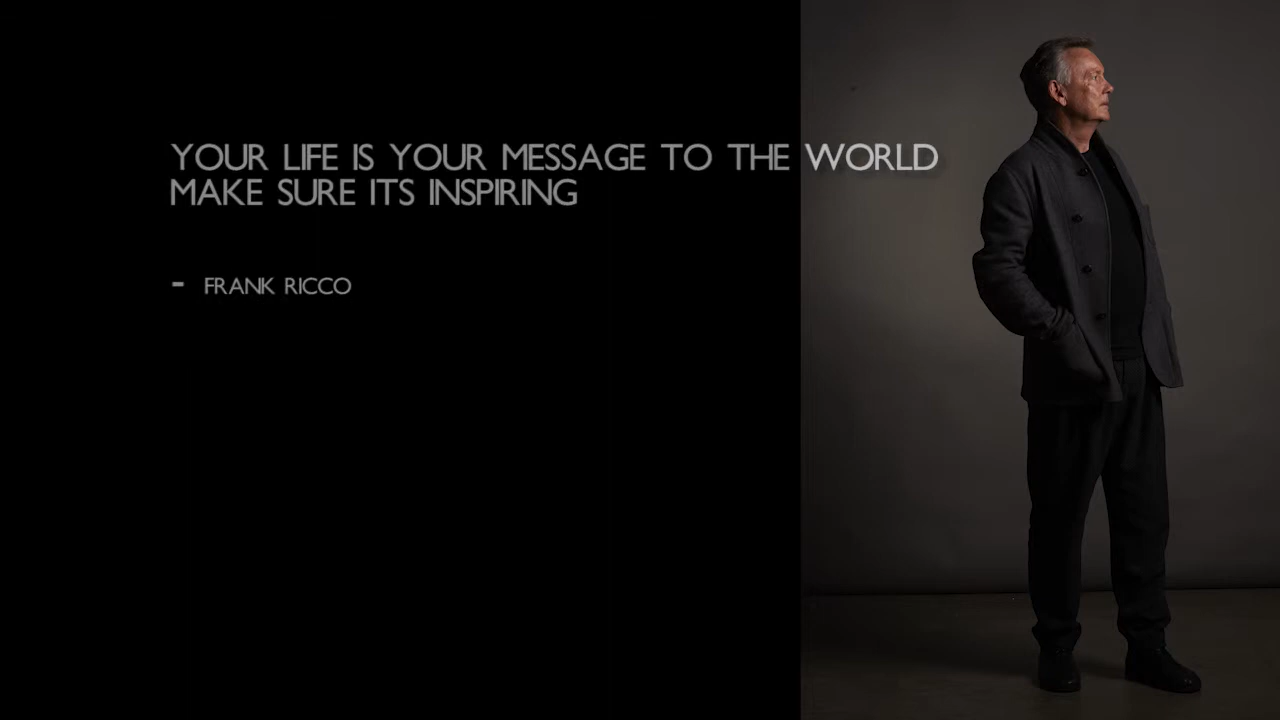 YOUR LIFE IS YOUR MESSAGE TO THE WORLD
MAKE SURE ITS INSPIRING
- FRANK RICCO